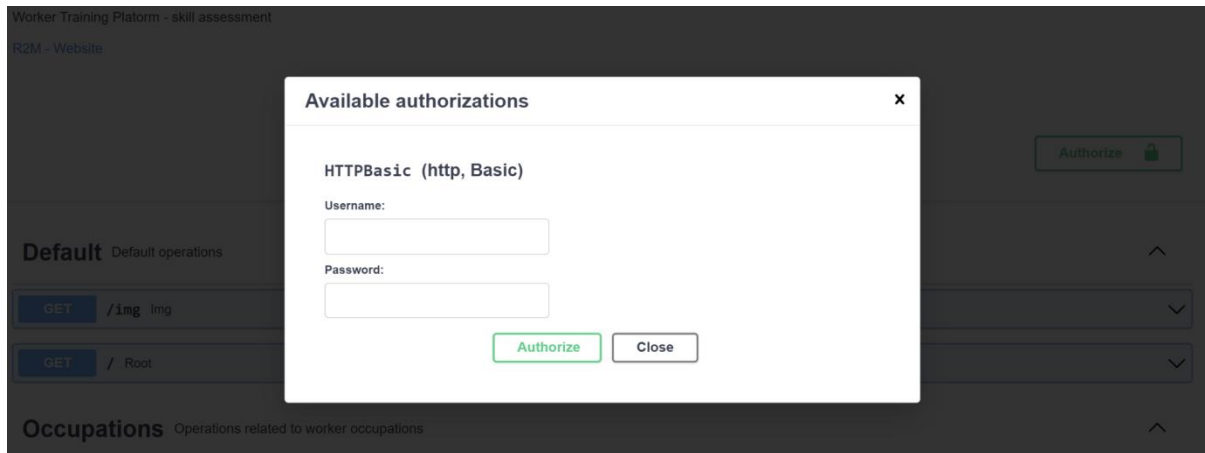 Worker Training Platorm - skill assessment
R2M - Website
Available authorizations
x
Authorize
HTTPBasic (http, Basic)
Username:
Password:
Authorize Close
Default Default operations
GET /img Img
GET / Root
Occupations Operations related to worker occupations